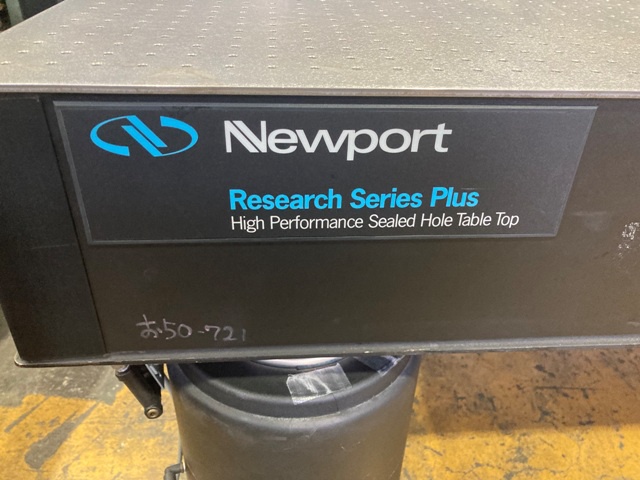 Newport
Research Series Plus
High Performance Sealed Hole Table Top
お50-721